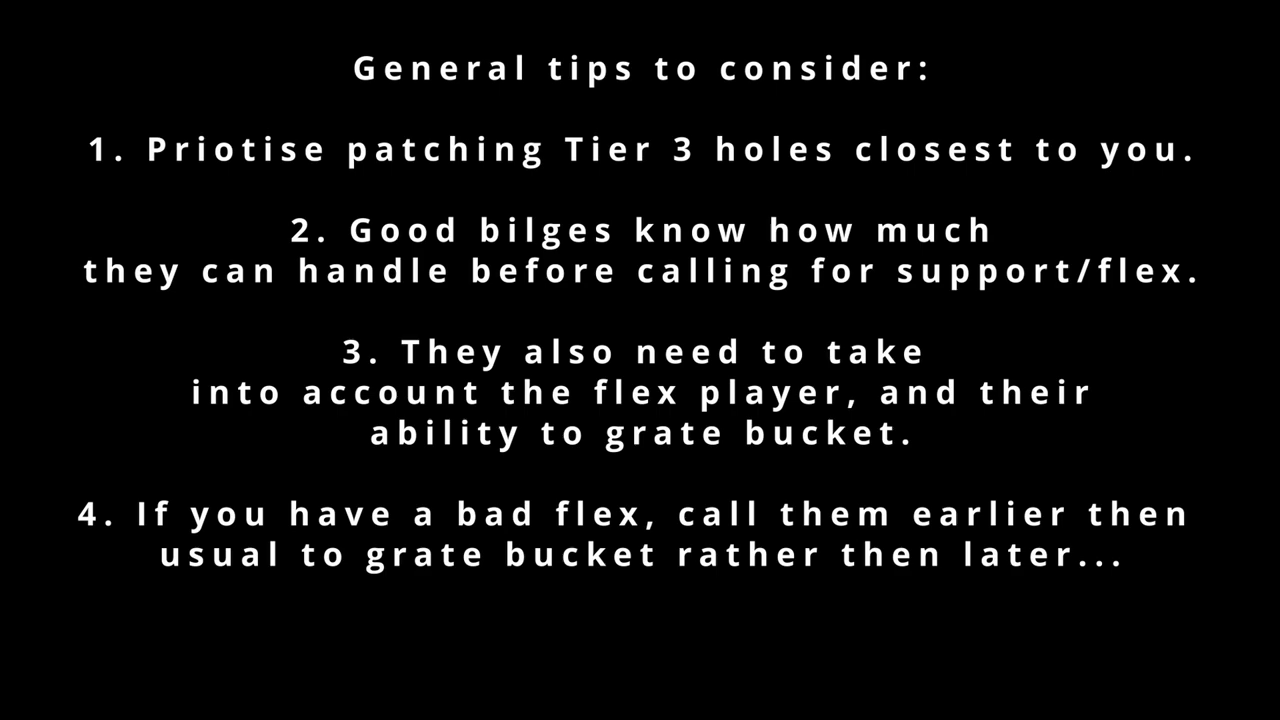 General tips to consider:
1. Priotise patching Tier 3 holes closest to you.
2. Good bilges know how much
they can handle before calling for support/flex.
3. They also need to take
into account the flex player, and their
ability to grate bucket.
4. If you have a bad flex, call them earlier then
usual to grate bucket rather then later...